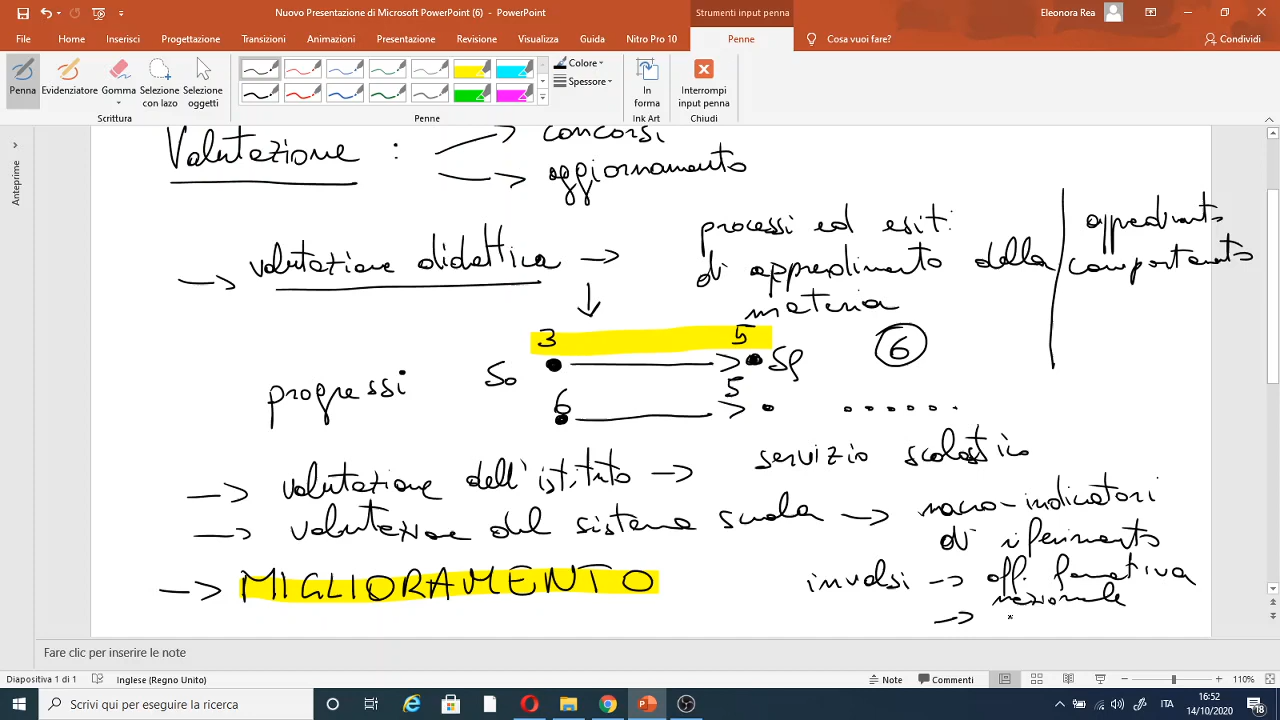 Nuovo Presentazione di Microsoft PowerPoint (6) - PowerPoint
Strumenti input penna
Eleonora Rea
File Home Inserisci Progettazione Transizioni Animazioni Presentazione Revisione Visualizza Guida Nitro Pro 10 Penne Cosa vuoi fare? Condividi
Penna Evidenziatore Gomma Selezione con lazo Selezione oggetti
Colore
Spessore
In forma
Interrompi input penna
Scrittura Penne Ink Art Chiudi
Anteprime
Valutazione : → concorsi
→ aggiornamento
→ valutazione didattica → processi ed esiti
di apprendimento della
materia
apprendimento
comportamento
3 5
So Sf 6
progressi
6 5
→ valutazione dell'istituto → servizio scolastico
→ valutazione del sistema scuola → macro-indicatori
di riferimento
→ MIGLIORAMENTO
invalsi → off. formativa
nazionale
→
Fare clic per inserire le note
Diapositiva 1 di 1 Inglese (Regno Unito) Note Commenti 110%
Scrivi qui per eseguire la ricerca
ITA
16:52
14/10/2020
18